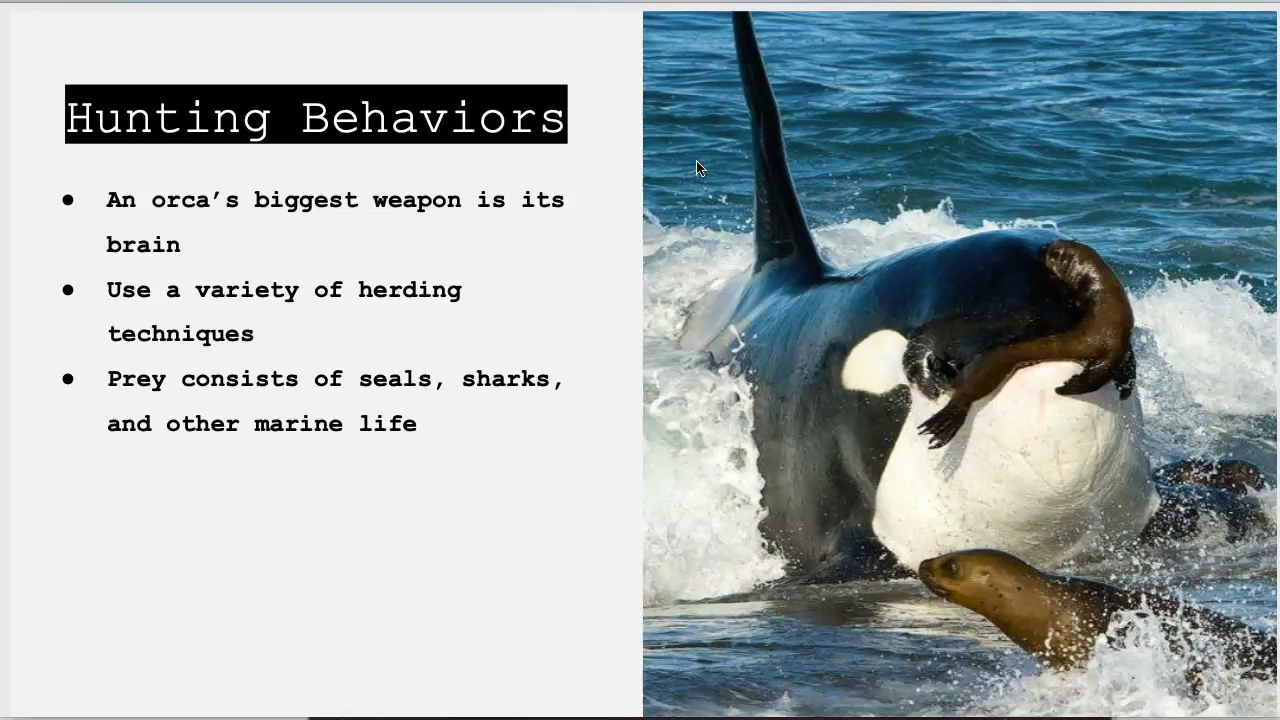 Hunting Behaviors
● An orca’s biggest weapon is its
brain
● Use a variety of herding
techniques
● Prey consists of seals, sharks,
and other marine life